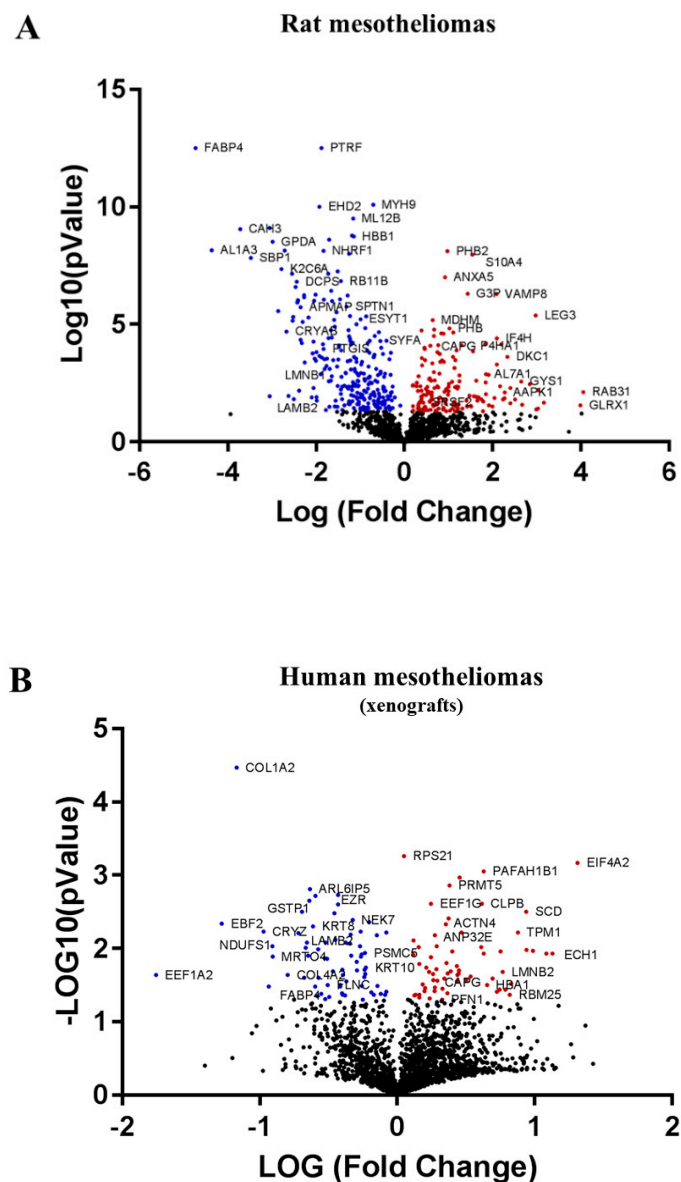 A
Rat mesotheliomas
15
10
5
0
Log10(pValue)
FABP4 PTRF
EHD2 MYH9
ML12B
CAH3 HBB1
GPDA
AL1A3 NHRF1 PHB2
SBP1 S10A4
K2C6A ANXA5
DCPS RB11B
G3P VAMP8
APMAP SPTN1
ESYT1 LEG3
MDHM
CRYAB PHB
SYFA IF4H
PTGIS CAPG P4HA1
DKC1
LMNB1 AL7A1
GYS1
AAPK1 RAB31
LAMB2 SRSF2 GLRX1
-6 -4 -2 0 2 4 6
Log (Fold Change)
B
Human mesotheliomas
(xenografts)
5
4
3
2
1
0
-LOG10(pValue)
COL1A2
RPS21
EIF4A2
PAFAH1B1
ARL6IP5 PRMT5
EZR EEF1G CLPB
GSTP1 SCD
EBF2 KRT8 NEK7 ACTN4
CRYZ TPM1
LAMB2 ANP32E
NDUFS1
MRTO4 PSMC5 ECH1
KRT10
EEF1A2 COL4A2 LMNB2
FLNC CAPG HBA1
FABP4 PFN1 RBM25
-2 -1 0 1 2
LOG (Fold Change)